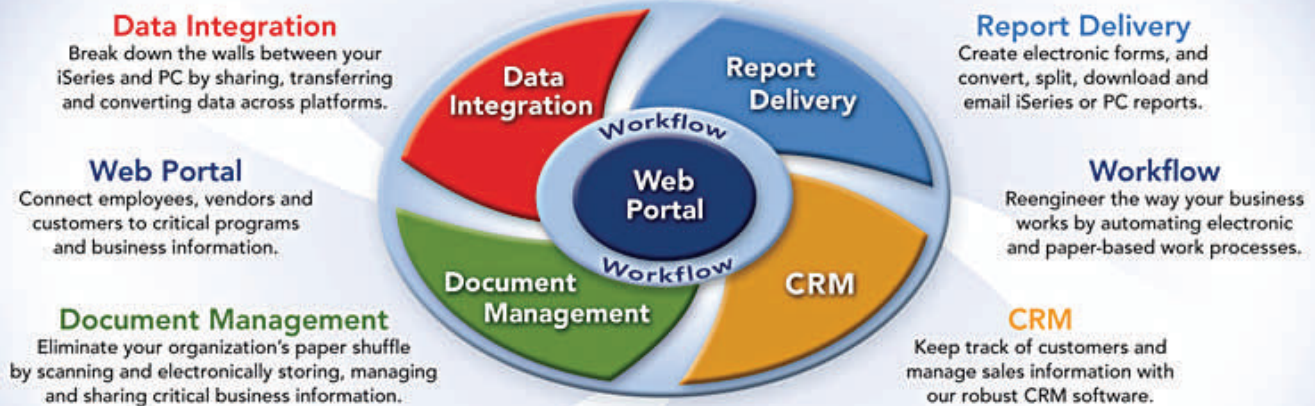 Data Integration
Break down the walls between your
iSeries and PC by sharing, transferring
and converting data across platforms.
Web Portal
Connect employees, vendors and
customers to critical programs
and business information.
Document Management
Eliminate your organization's paper shuffle
by scanning and electronically storing, managing
and sharing critical business information.
Data
Integration
Report
Delivery
Workflow
Web
Portal
Workflow
Document
Management
CRM
Report Delivery
Create electronic forms, and
convert, split, download and
email iSeries or PC reports.
Workflow
Reengineer the way your business
works by automating electronic
and paper-based work processes.
CRM
Keep track of customers and
manage sales information with
our robust CRM software.